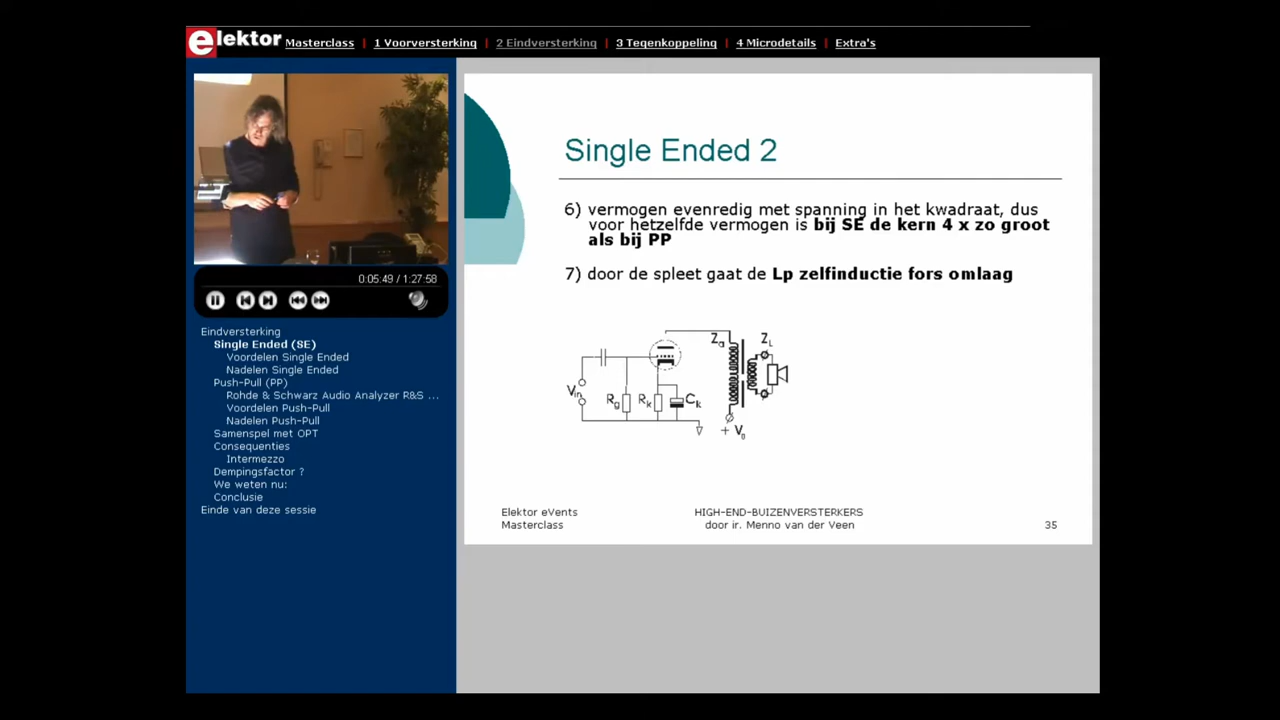 elektor Masterclass | 1 Voorversterking | 2 Eindversterking | 3 Tegenkoppeling | 4 Microdetails | Extra's
0:05:49 / 1:27:58
Eindversterking
Single Ended (SE)
Voordelen Single Ended
Nadelen Single Ended
Push-Pull (PP)
Rohde & Schwarz Audio Analyzer R&S ...
Voordelen Push-Pull
Nadelen Push-Pull
Samenspel met OPT
Consequenties
Intermezzo
Dempingsfactor ?
We weten nu:
Conclusie
Einde van deze sessie
Single Ended 2
6) vermogen evenredig met spanning in het kwadraat, dus
voor hetzelfde vermogen is bij SE de kern 4 x zo groot
als bij PP
7) door de spleet gaat de Lp zelfinductie fors omlaag
Za ZL
Vin Rg Rk Ck
+ V0
Elektor eVents
Masterclass
HIGH-END-BUIZENVERSTERKERS
door ir. Menno van der Veen
35